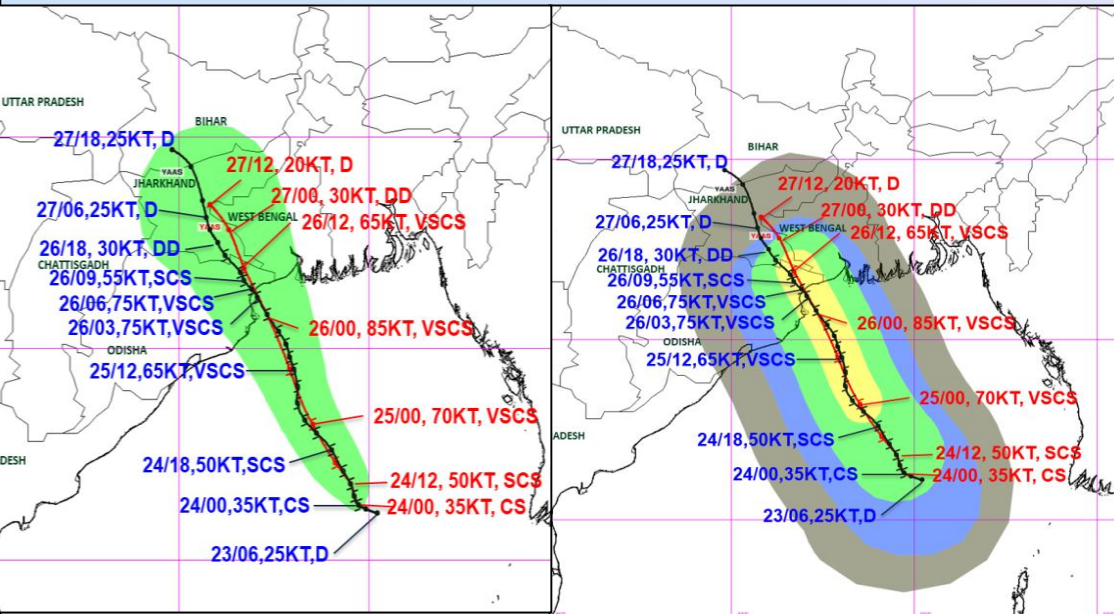 UTTAR PRADESH
BIHAR
27/18,25KT, D
27/12, 20KT, D
YAAS
JHARKHAND
27/00, 30KT, DD
27/06,25KT, D
WEST BENGAL
26/12, 65KT, VSCS
YAAS
26/18, 30KT, DD
CHATTISGADH
26/09,55KT,SCS
26/06,75KT,VSCS
26/03,75KT,VSCS
26/00, 85KT, VSCS
ODISHA
25/12,65KT,VSCS
25/00, 70KT, VSCS
DESH
24/18,50KT,SCS
24/12, 50KT, SCS
24/00,35KT,CS
24/00, 35KT, CS
23/06,25KT,D
UTTAR PRADESH
BIHAR
27/18,25KT,D
27/12, 20KT, D
YAAS
JHARKHAND
27/00, 30KT, DD
27/06,25KT,D
WEST BENGAL
26/12, 65KT, VSCS
YAAS
26/18, 30KT, DD
CHATTISGADH
26/09,55KT,SCS
26/06,75KT,VSCS
26/03,75KT,VSCS
26/00, 85KT, VSCS
ODISHA
25/12,65KT,VSCS
25/00, 70KT, VSCS
ADESH
24/18,50KT,SCS
24/12, 50KT, SCS
24/00,35KT,CS
24/00, 35KT, CS
23/06,25KT,D